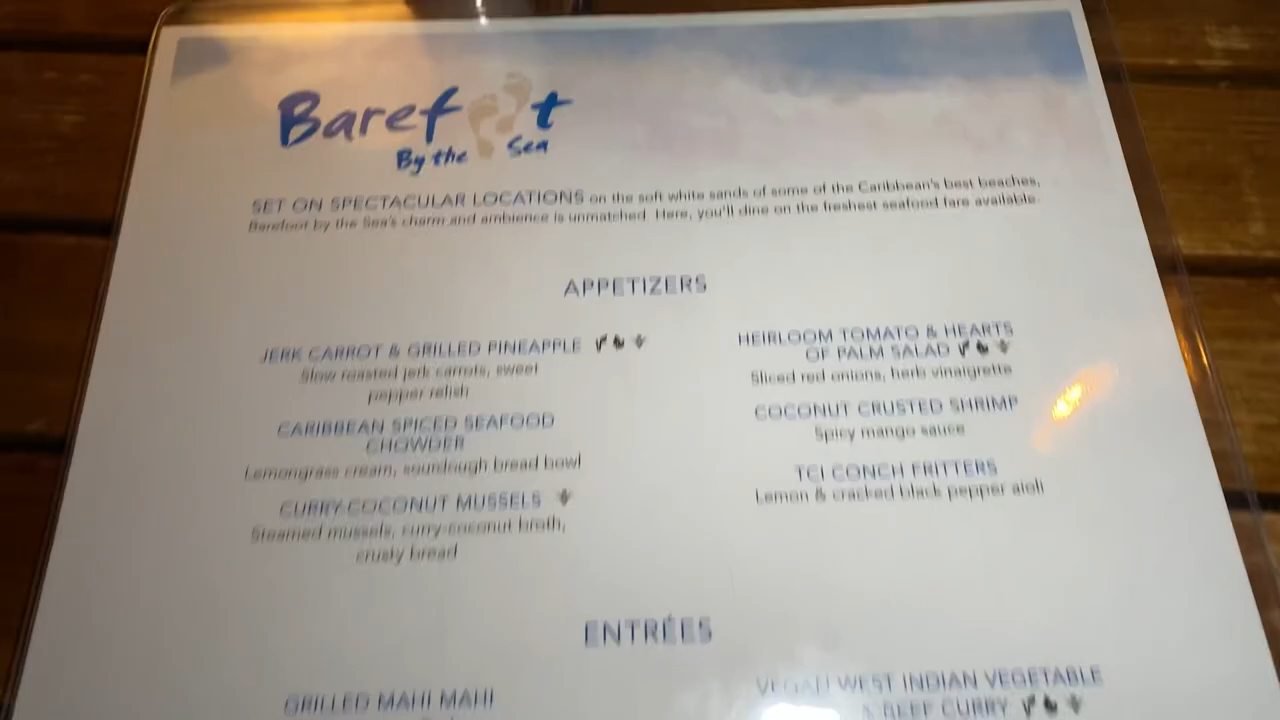 Barefoot
By the Sea
SET ON SPECTACULAR LOCATIONS on the soft white sands of some of the Caribbean's best beaches,
Barefoot by the Sea's charm and ambience is unmatched. Here, you'll dine on the freshest seafood fare available.
APPETIZERS
JERK CARROT & GRILLED PINEAPPLE
Slow roasted jerk carrots, sweet
pepper relish
CARIBBEAN SPICED SEAFOOD
CHOWDER
Lemongrass cream, sourdough bread bowl
CURRY-COCONUT MUSSELS
Steamed mussels, curry-coconut broth,
crusty bread
HEIRLOOM TOMATO & HEARTS
OF PALM SALAD
Sliced red onions, herb vinaigrette
COCONUT CRUSTED SHRIMP
Spicy mango sauce
TCI CONCH FRITTERS
Lemon & cracked black pepper aioli
ENTRÉES
GRILLED MAHI MAHI
VEGAN WEST INDIAN VEGETABLE
& BEEF CURRY